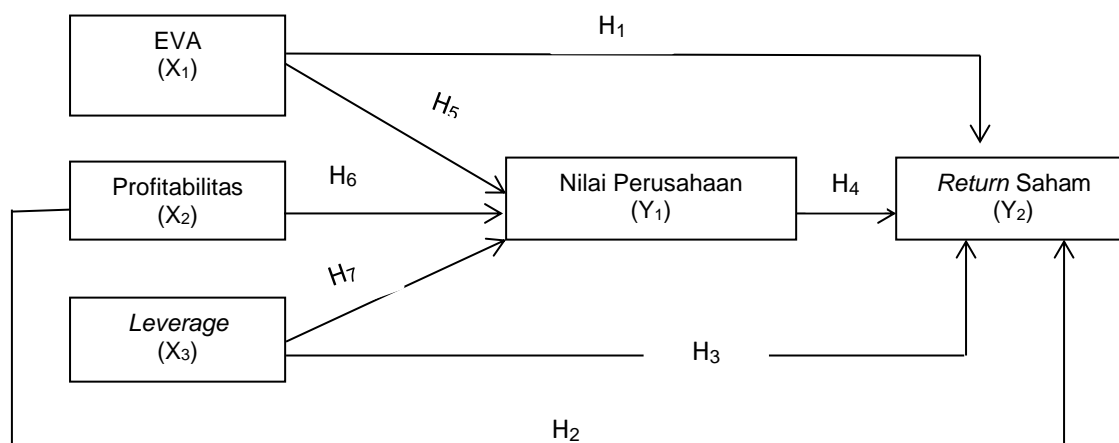 H₁
EVA
(X₁)
H₅
Profitabilitas
(X₂)
H₆
Nilai Perusahaan
(Y₁)
H₄
Return Saham
(Y₂)
H₇
Leverage
(X₃)
H₃
H₂